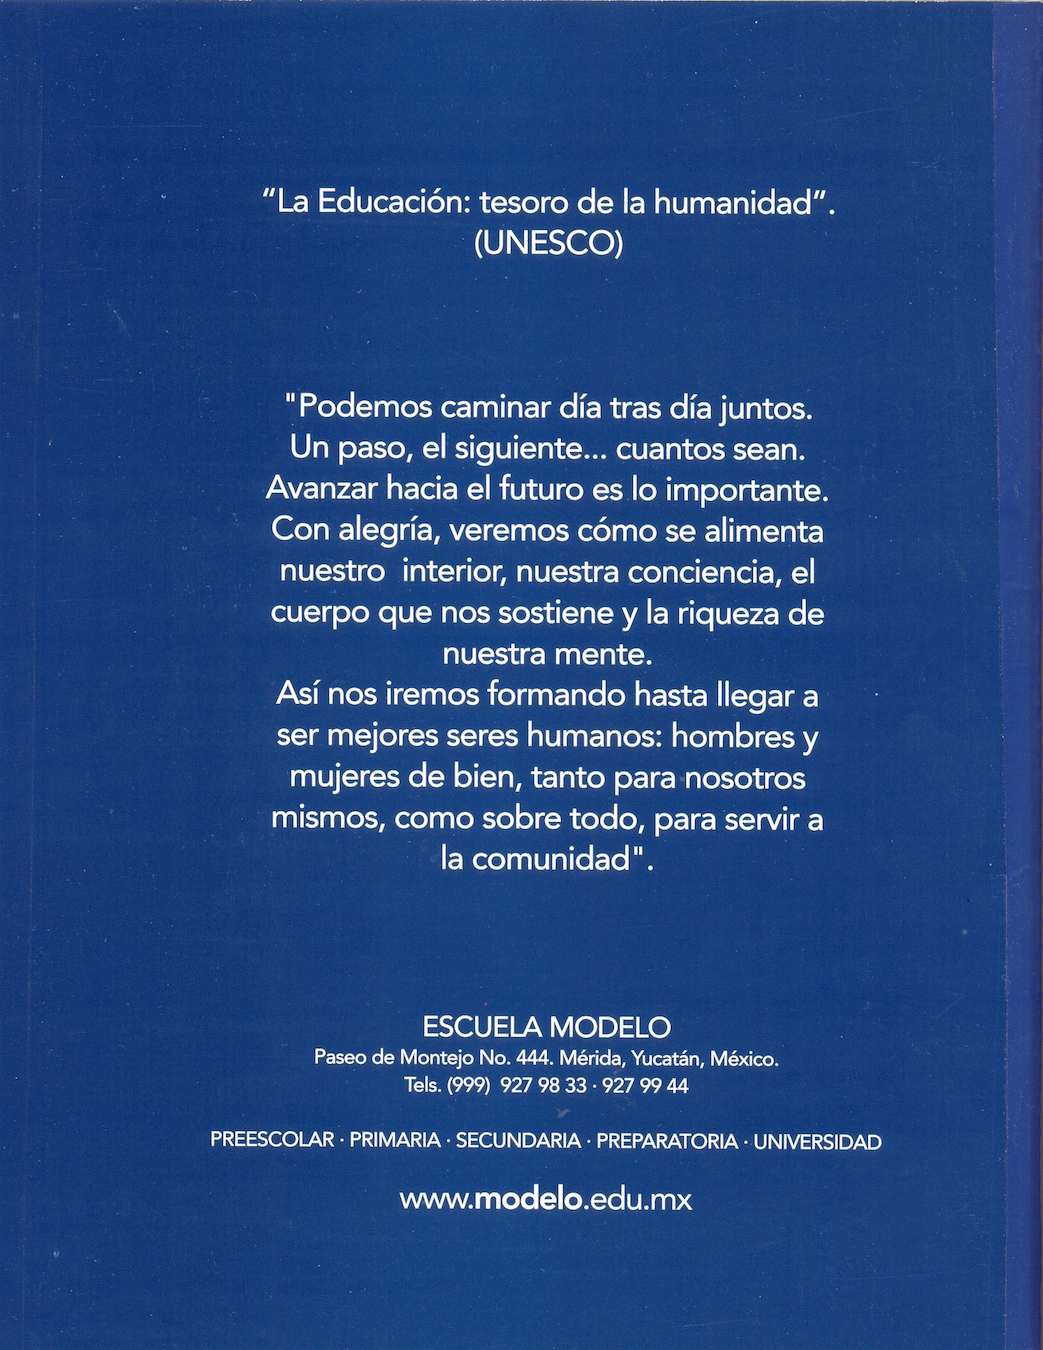 “La Educación: tesoro de la humanidad”.
(UNESCO)
"Podemos caminar día tras día juntos.
Un paso, el siguiente... cuantos sean.
Avanzar hacia el futuro es lo importante.
Con alegría, veremos cómo se alimenta
nuestro  interior, nuestra conciencia, el
cuerpo que nos sostiene y la riqueza de
nuestra mente.
Así nos iremos formando hasta llegar a
ser mejores seres humanos: hombres y
mujeres de bien, tanto para nosotros
mismos, como sobre todo, para servir a
la comunidad".
ESCUELA MODELO
Paseo de Montejo No. 444. Mérida, Yucatán, México.
Tels. (999)  927 98 33 · 927 99 44
PREESCOLAR · PRIMARIA · SECUNDARIA · PREPARATORIA · UNIVERSIDAD
www.modelo.edu.mx